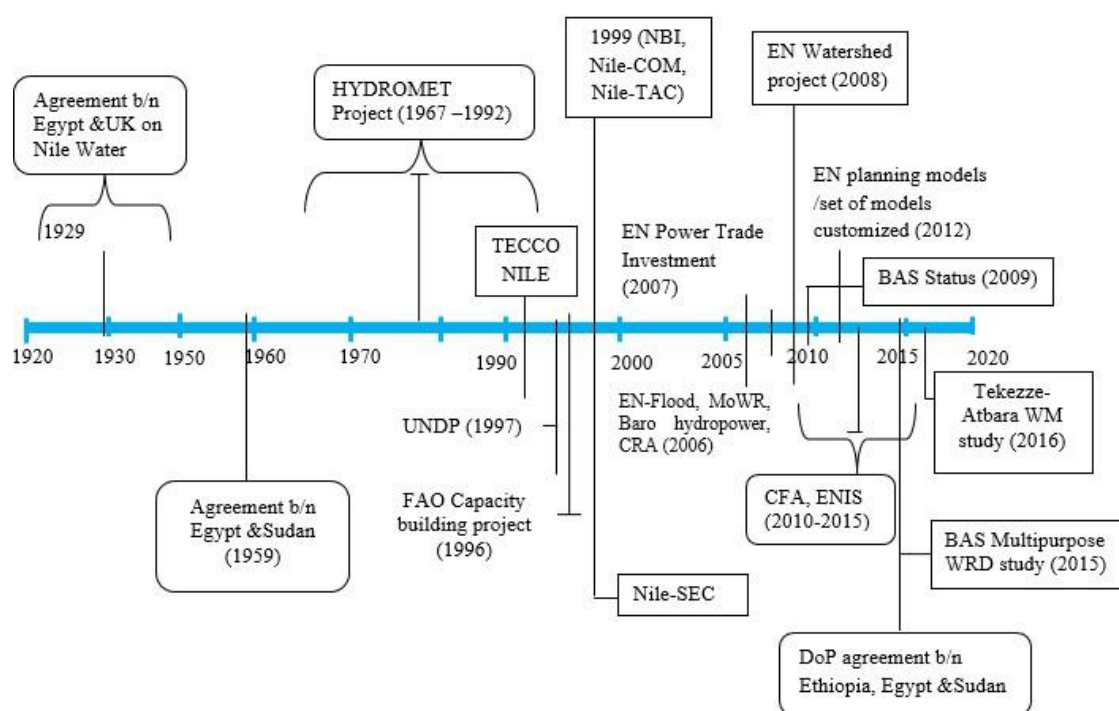 1999 (NBI,
Nile-COM,
Nile-TAC)
EN Watershed
project (2008)
HYDROMET
Project (1967 –1992)
Agreement b/n
Egypt &UK on
Nile Water
1929
EN planning models
/set of models
customized (2012)
TECCO
NILE
EN Power Trade
Investment
(2007)
BAS Status (2009)
1920
1930
1950
1960
1970
1990
2000
2005
2010
2015
2020
UNDP (1997)
EN-Flood, MoWR,
Baro hydropower,
CRA (2006)
Tekezze-
Atbara WM
study (2016)
Agreement b/n
Egypt &Sudan
(1959)
FAO Capacity
building project
(1996)
CFA, ENIS
(2010-2015)
BAS Multipurpose
WRD study (2015)
Nile-SEC
DoP agreement b/n
Ethiopia, Egypt &Sudan